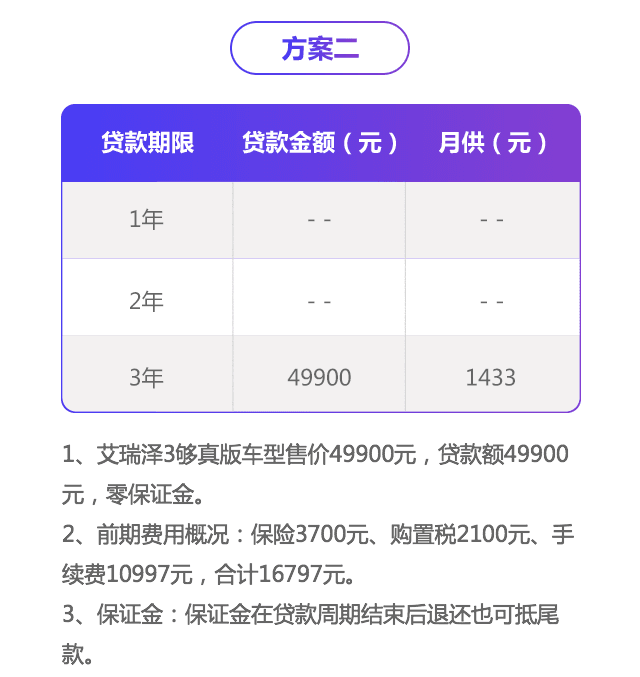 方案二
贷款期限 贷款金额（元） 月供（元）
1年 - - - -
2年 - - - -
3年 49900 1433
1、艾瑞泽3够真版车型售价49900元，贷款额49900
元，零保证金。
2、前期费用概况：保险3700元、购置税2100元、手
续费10997元，合计16797元。
3、保证金：保证金在贷款周期结束后退还也可抵尾
款。